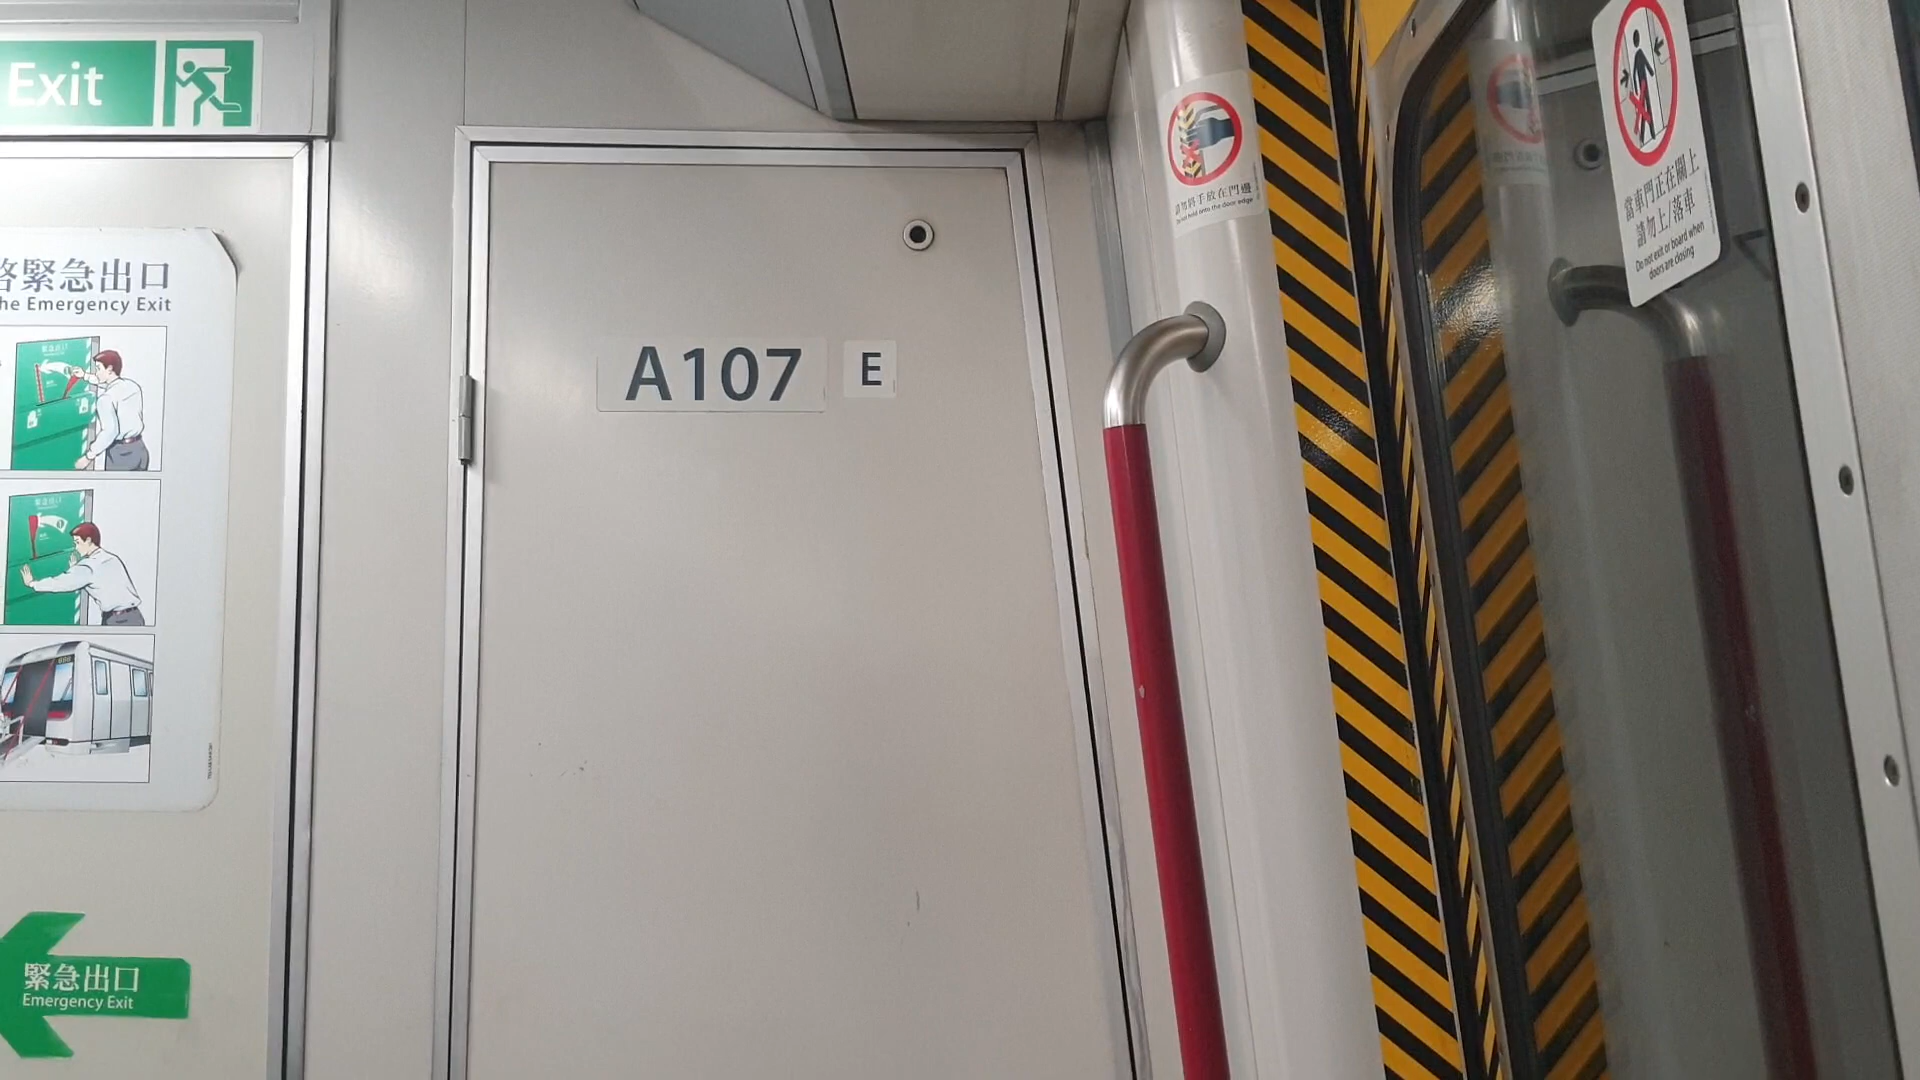 Exit
啓緊急出口
the Emergency Exit
緊急出口
Emergency Exit
A107
E
請勿將手放在門邊
Do not hold onto the door edge
當車門正在關上
請勿上/落車
Do not exit or board when
doors are closing